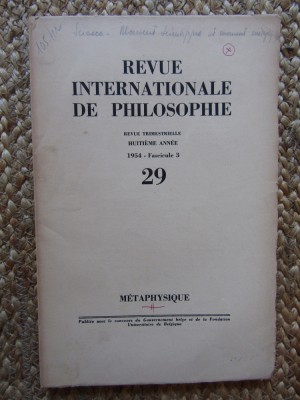 REVUE
INTERNATIONALE
DE PHILOSOPHIE
REVUE TRIMESTRIELLE
HUITIÈME ANNÉE
1954 - Fascicule 3
29
MÉTAPHYSIQUE
Publiée avec le concours du Gouvernement belge et de la Fondation
Universitaire de Belgique